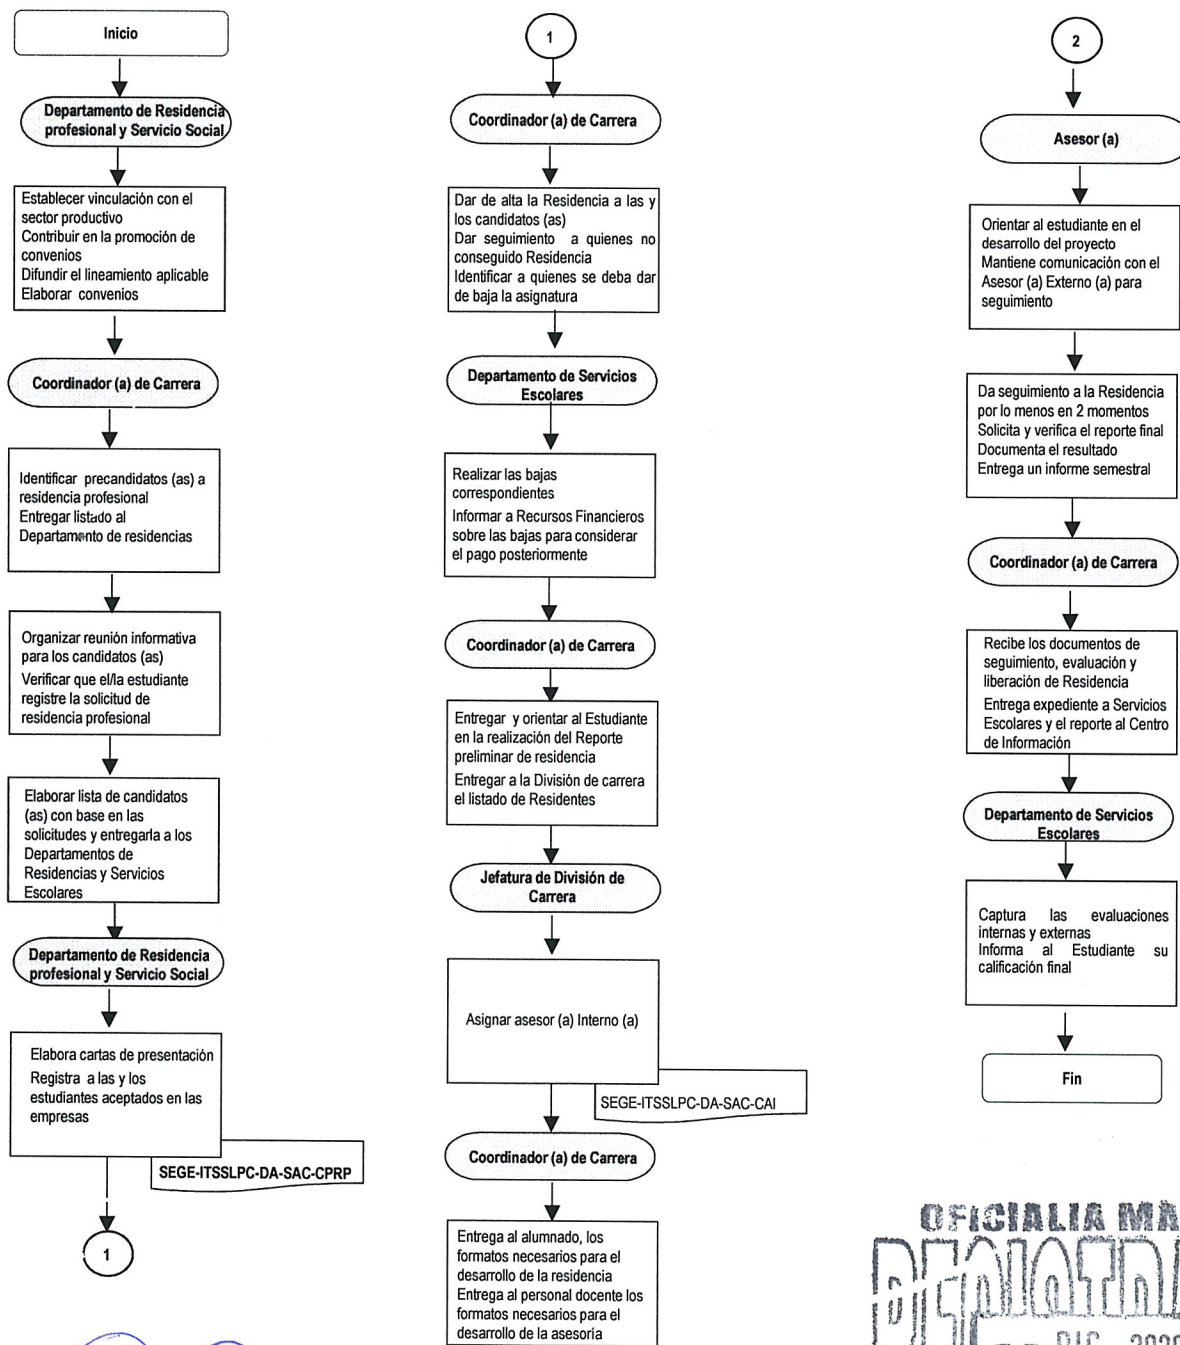 Inicio
Departamento de Residencia
profesional y Servicio Social
Establecer vinculación con el
sector productivo
Contribuir en la promoción de
convenios
Difundir el lineamiento aplicable
Elaborar convenios
Coordinador (a) de Carrera
Identificar precandidatos (as) a
residencia profesional
Entregar listado al
Departamento de residencias
Organizar reunión informativa
para los candidatos (as)
Verificar que el/la estudiante
registre la solicitud de
residencia profesional
Elaborar lista de candidatos
(as) con base en las
solicitudes y entregarla a los
Departamentos de
Residencias y Servicios
Escolares
Departamento de Residencia
profesional y Servicio Social
Elabora cartas de presentación
Registra a las y los
estudiantes aceptados en las
empresas
SEGE-ITSSLPC-DA-SAC-CPRP
1
1
Coordinador (a) de Carrera
Dar de alta la Residencia a las y
los candidatos (as)
Dar seguimiento a quienes no
conseguido Residencia
Identificar a quienes se deba dar
de baja la asignatura
Departamento de Servicios
Escolares
Realizar las bajas
correspondientes
Informar a Recursos Financieros
sobre las bajas para considerar
el pago posteriormente
Coordinador (a) de Carrera
Entregar y orientar al Estudiante
en la realización del Reporte
preliminar de residencia
Entregar a la División de carrera
el listado de Residentes
Jefatura de División de
Carrera
Asignar asesor (a) Interno (a)
SEGE-ITSSLPC-DA-SAC-CAI
Coordinador (a) de Carrera
Entrega al alumnado, los
formatos necesarios para el
desarrollo de la residencia
Entrega al personal docente los
formatos necesarios para el
desarrollo de la asesoría
2
Asesor (a)
Orientar al estudiante en el
desarrollo del proyecto
Mantiene comunicación con el
Asesor (a) Externo (a) para
seguimiento
Da seguimiento a la Residencia
por lo menos en 2 momentos
Solicita y verifica el reporte final
Documenta el resultado
Entrega un informe semestral
Coordinador (a) de Carrera
Recibe los documentos de
seguimiento, evaluación y
liberación de Residencia
Entrega expediente a Servicios
Escolares y el reporte al Centro
de Información
Departamento de Servicios
Escolares
Captura las evaluaciones
internas y externas
Informa al Estudiante su
calificación final
Fin
OFICIALIA MA
DIC